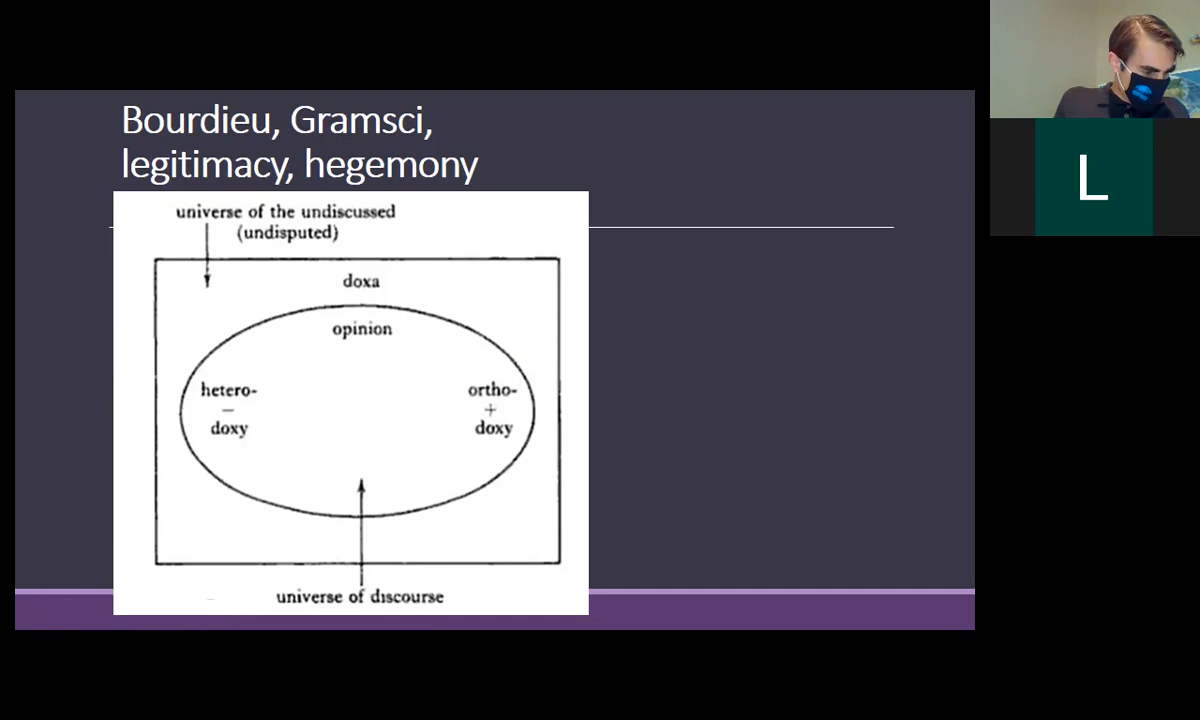 Bourdieu, Gramsci,
legitimacy, hegemony
universe of the undiscussed
(undisputed)
doxa
opinion
hetero-
−
doxy
ortho-
+
doxy
universe of discourse
L